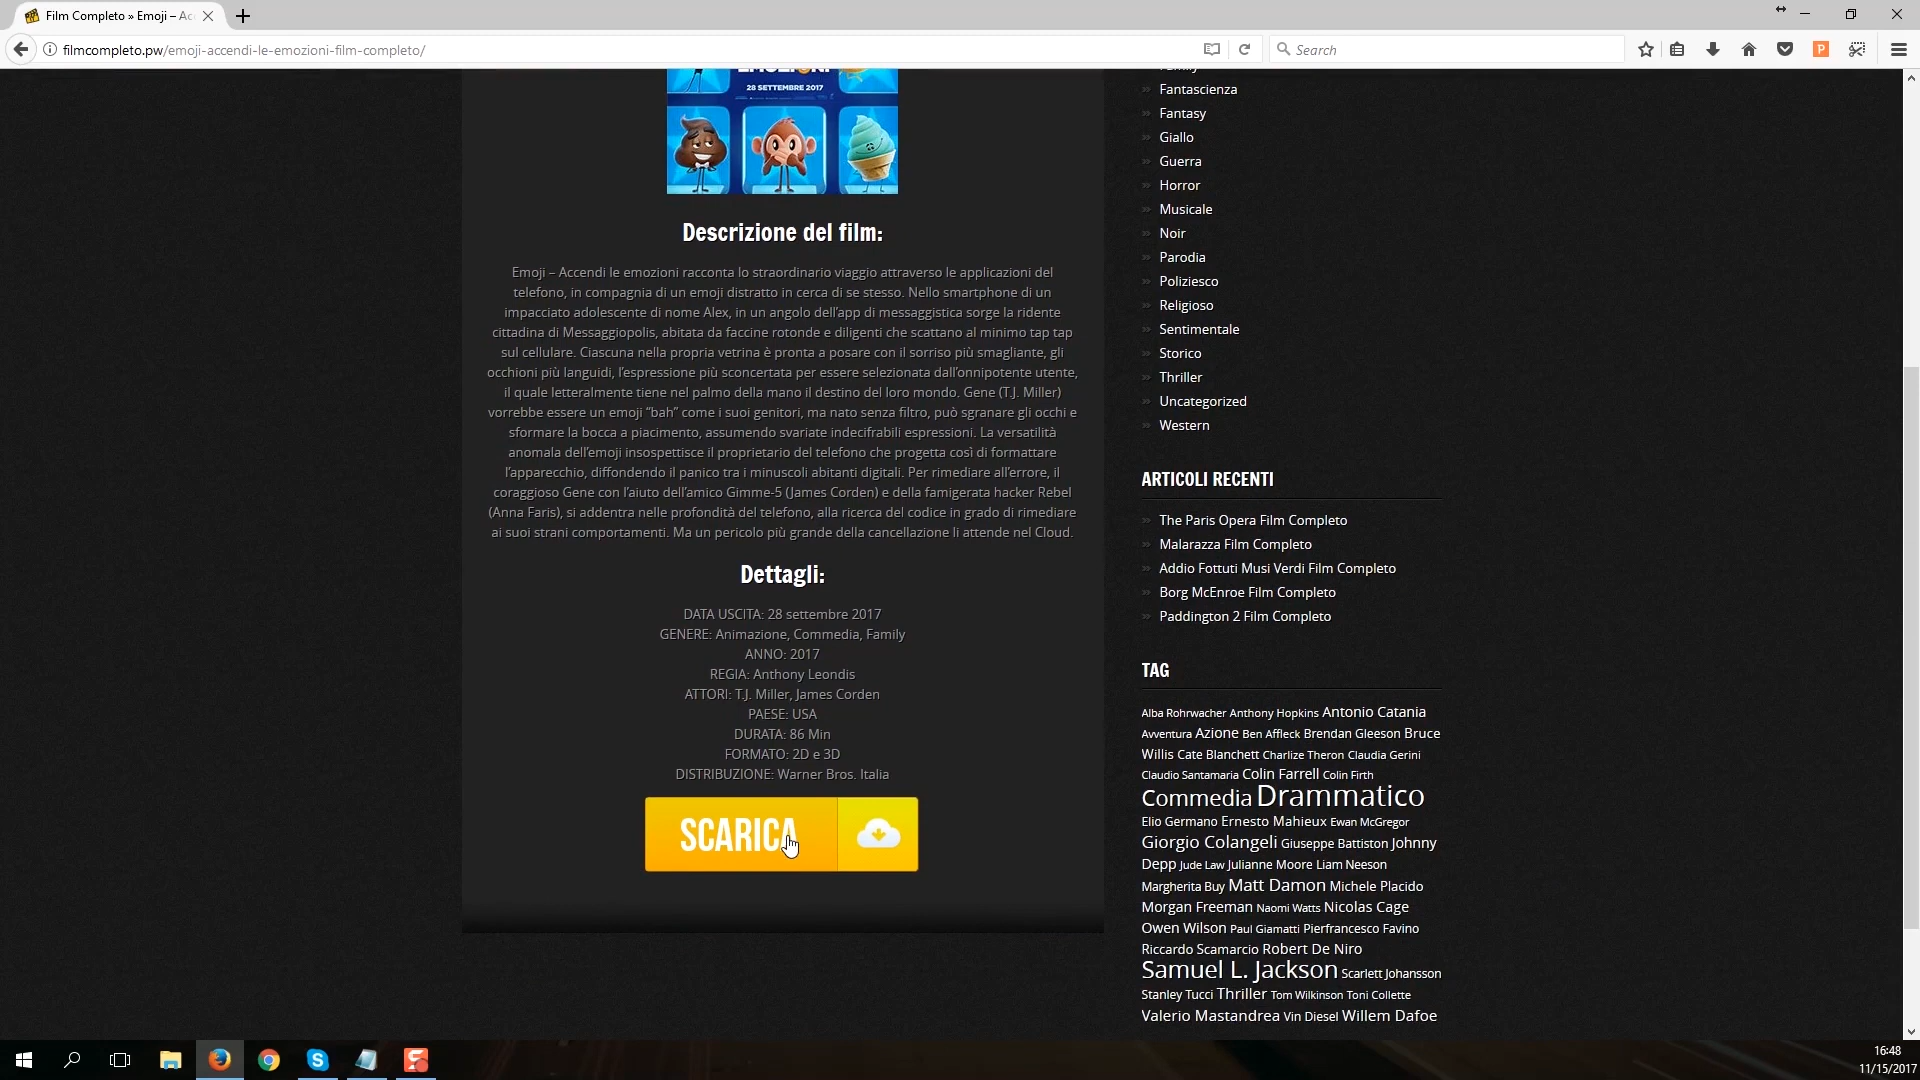 Film Completo » Emoji – Ac
filmcompleto.pw/emoji-accendi-le-emozioni-film-completo/
Search
28 SETTEMBRE 2017
Descrizione del film:
Emoji – Accendi le emozioni racconta lo straordinario viaggio attraverso le applicazioni del
telefono, in compagnia di un emoji distratto in cerca di se stesso. Nello smartphone di un
impacciato adolescente di nome Alex, in un angolo dell'app di messaggistica sorge la ridente
cittadina di Messaggiopolis, abitata da faccine rotonde e diligenti che scattano al minimo tap tap
sul cellulare. Ciascuna nella propria vetrina è pronta a posare con il sorriso più smagliante, gli
occhioni più languidi, l'espressione più sconcertata per essere selezionata dall'onnipotente utente,
il quale letteralmente tiene nel palmo della mano il destino del loro mondo. Gene (T.J. Miller)
vorrebbe essere un emoji “bah” come i suoi genitori, ma nato senza filtro, può sgranare gli occhi e
sformare la bocca a piacimento, assumendo svariate indecifrabili espressioni. La versatilità
anomala dell'emoji insospettisce il proprietario del telefono che progetta così di formattare
l'apparecchio, diffondendo il panico tra i minuscoli abitanti digitali. Per rimediare all'errore, il
coraggioso Gene con l'aiuto dell'amico Gimme-5 (James Corden) e della famigerata hacker Rebel
(Anna Faris), si addentra nelle profondità del telefono, alla ricerca del codice in grado di rimediare
ai suoi strani comportamenti. Ma un pericolo più grande della cancellazione li attende nel Cloud.
Dettagli:
DATA USCITA: 28 settembre 2017
GENERE: Animazione, Commedia, Family
ANNO: 2017
REGIA: Anthony Leondis
ATTORI: T.J. Miller, James Corden
PAESE: USA
DURATA: 86 Min
FORMATO: 2D e 3D
DISTRIBUZIONE: Warner Bros. Italia
SCARICA
Family
Fantascienza
Fantasy
Giallo
Guerra
Horror
Musicale
Noir
Parodia
Poliziesco
Religioso
Sentimentale
Storico
Thriller
Uncategorized
Western
ARTICOLI RECENTI
The Paris Opera Film Completo
Malarazza Film Completo
Addio Fottuti Musi Verdi Film Completo
Borg McEnroe Film Completo
Paddington 2 Film Completo
TAG
Alba Rohrwacher Anthony Hopkins Antonio Catania
Avventura Azione Ben Affleck Brendan Gleeson Bruce
Willis Cate Blanchett Charlize Theron Claudia Gerini
Claudio Santamaria Colin Farrell Colin Firth
Commedia Drammatico
Elio Germano Ernesto Mahieux Ewan McGregor
Giorgio Colangeli Giuseppe Battiston Johnny
Depp Jude Law Julianne Moore Liam Neeson
Margherita Buy Matt Damon Michele Placido
Morgan Freeman Naomi Watts Nicolas Cage
Owen Wilson Paul Giamatti Pierfrancesco Favino
Riccardo Scamarcio Robert De Niro
Samuel L. Jackson Scarlett Johansson
Stanley Tucci Thriller Tom Wilkinson Toni Collette
Valerio Mastandrea Vin Diesel Willem Dafoe
16:48
11/15/2017